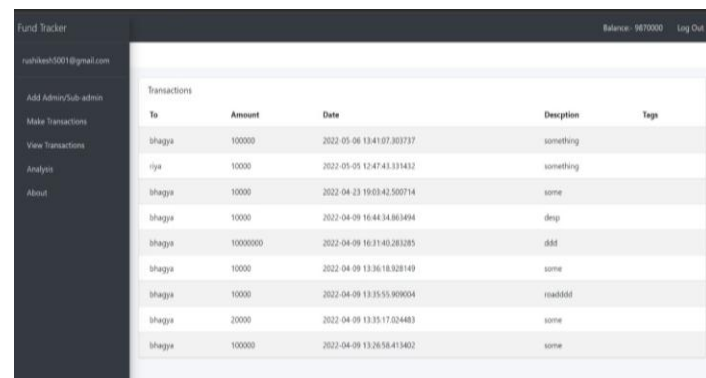 Fund Tracker
Balance:- 9870000 Log Out
rushikesh5001@gmail.com
Add Admin/Sub-admin
Make Transactions
View Transactions
Analysis
About
Transactions
To Amount Date Descption Tags
bhagya 100000 2022-05-06 13:41:07.303737 something
riya 10000 2022-05-05 12:47:43.331432 something
bhagya 10000 2022-04-23 19:03:42.500714 some
bhagya 10000 2022-04-09 16:44:34.863494 desp
bhagya 10000000 2022-04-09 16:31:40.283285 ddd
bhagya 10000 2022-04-09 13:36:18.928149 some
bhagya 10000 2022-04-09 13:35:55.909004 roadddd
bhagya 20000 2022-04-09 13:35:17.024483 some
bhagya 100000 2022-04-09 13:26:58.413402 some